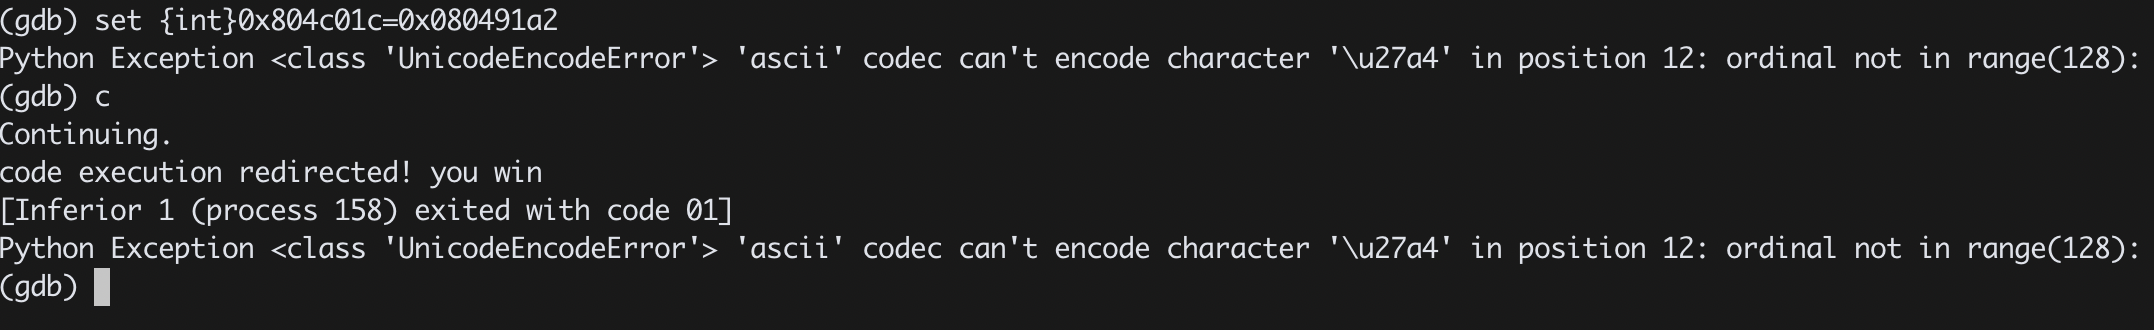 (gdb) set {int}0x804c01c=0x080491a2
Python Exception <class 'UnicodeEncodeError'> 'ascii' codec can't encode character '\u27a4' in position 12: ordinal not in range(128):
(gdb) c
Continuing.
code execution redirected! you win
[Inferior 1 (process 158) exited with code 01]
Python Exception <class 'UnicodeEncodeError'> 'ascii' codec can't encode character '\u27a4' in position 12: ordinal not in range(128):
(gdb)